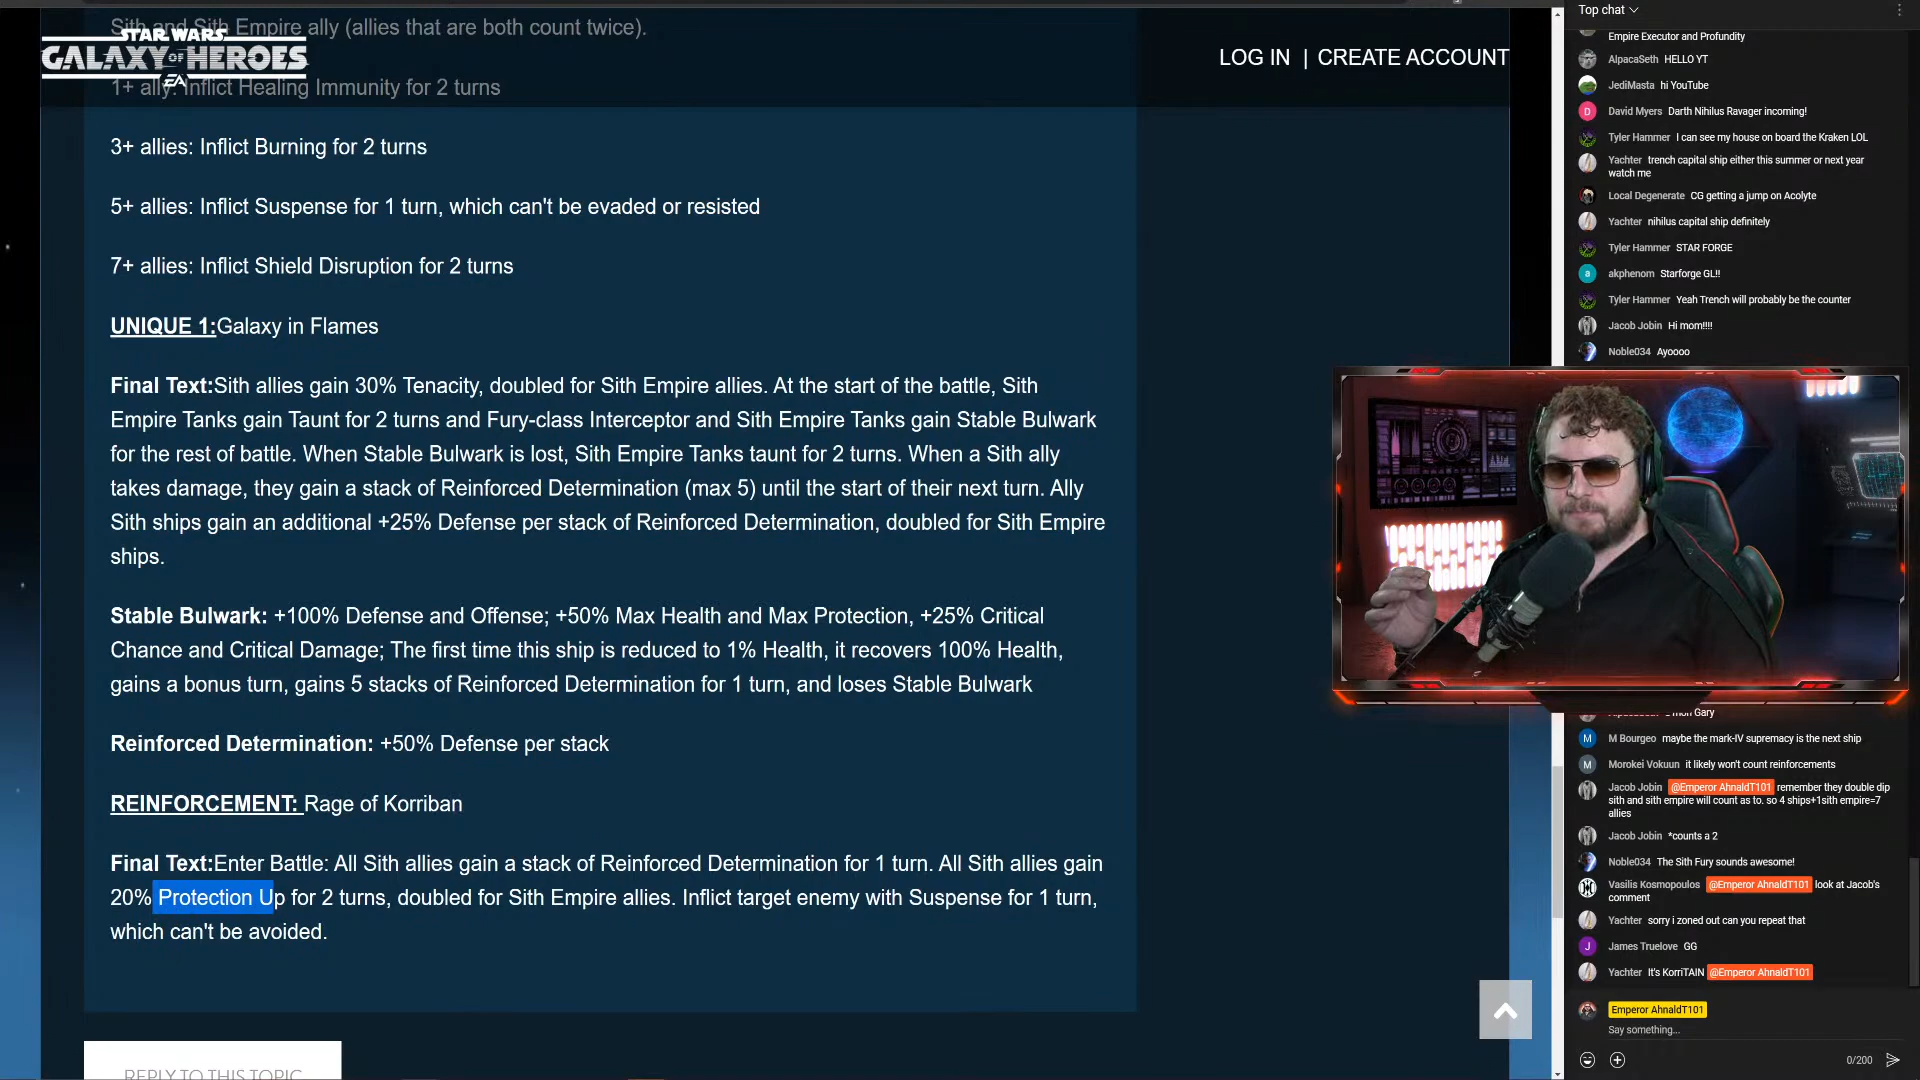 Sith and Sith Empire ally (allies that are both count twice).
STAR WARS
GALAXY OF HEROES
EA
LOG IN | CREATE ACCOUNT
1+ ally: Inflict Healing Immunity for 2 turns
3+ allies: Inflict Burning for 2 turns
5+ allies: Inflict Suspense for 1 turn, which can't be evaded or resisted
7+ allies: Inflict Shield Disruption for 2 turns
UNIQUE 1:Galaxy in Flames
Final Text:Sith allies gain 30% Tenacity, doubled for Sith Empire allies. At the start of the battle, Sith
Empire Tanks gain Taunt for 2 turns and Fury-class Interceptor and Sith Empire Tanks gain Stable Bulwark
for the rest of battle. When Stable Bulwark is lost, Sith Empire Tanks taunt for 2 turns. When a Sith ally
takes damage, they gain a stack of Reinforced Determination (max 5) until the start of their next turn. Ally
Sith ships gain an additional +25% Defense per stack of Reinforced Determination, doubled for Sith Empire
ships.
Stable Bulwark: +100% Defense and Offense; +50% Max Health and Max Protection, +25% Critical
Chance and Critical Damage; The first time this ship is reduced to 1% Health, it recovers 100% Health,
gains a bonus turn, gains 5 stacks of Reinforced Determination for 1 turn, and loses Stable Bulwark
Reinforced Determination: +50% Defense per stack
REINFORCEMENT: Rage of Korriban
Final Text:Enter Battle: All Sith allies gain a stack of Reinforced Determination for 1 turn. All Sith allies gain
20% Protection Up for 2 turns, doubled for Sith Empire allies. Inflict target enemy with Suspense for 1 turn,
which can't be avoided.
REPLY TO THIS TOPIC
Top chat
Empire Executor and Profundity
AlpacaSeth HELLO YT
JediMasta hi YouTube
D David Myers Darth Nihilus Ravager incoming!
Tyler Hammer I can see my house on board the Kraken LOL
Yachter trench capital ship either this summer or next year
watch me
Local Degenerate CG getting a jump on Acolyte
Yachter nihilus capital ship definitely
Tyler Hammer STAR FORGE
a akphenom Starforge GL!!
Tyler Hammer Yeah Trench will probably be the counter
Jacob Jobin Hi mom!!!!
Noble034 Ayoooo
Gary
M M Bourgeo maybe the mark-IV supremacy is the next ship
M Morokei Vokuun it likely won't count reinforcements
Jacob Jobin @Emperor AhnaldT101 remember they double dip
sith and sith empire will count as to. so 4 ships+1sith empire=7
allies
Jacob Jobin *counts a 2
Noble034 The Sith Fury sounds awesome!
Vasilis Kosmopoulos @Emperor AhnaldT101 look at Jacob's
comment
Yachter sorry i zoned out can you repeat that
J James Truelove GG
Yachter It's KorriTAIN @Emperor AhnaldT101
Emperor AhnaldT101
Say something...
0/200